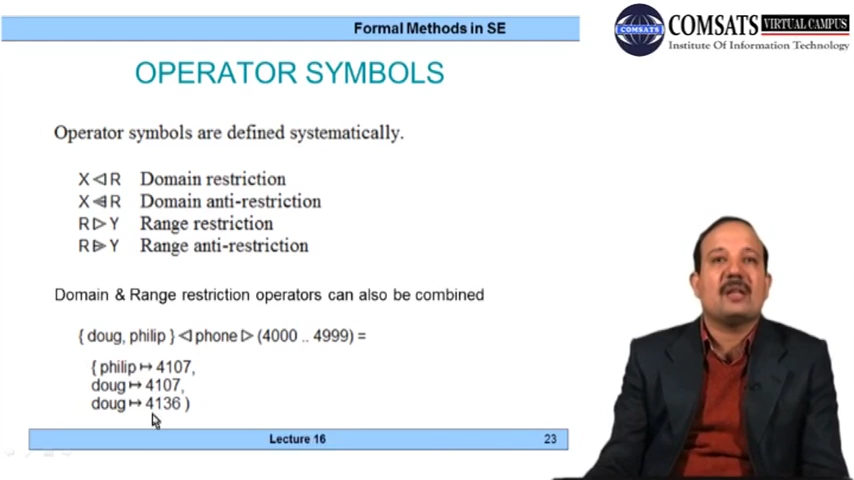 Formal Methods in SE
COMSATS VIRTUAL CAMPUS
Institute Of Information Technology
COMSATS
OPERATOR SYMBOLS
Operator symbols are defined systematically.
X ⊲ R Domain restriction
X ⩤ R Domain anti-restriction
R ⊳ Y Range restriction
R ⩥ Y Range anti-restriction
Domain & Range restriction operators can also be combined
{ doug, philip } ⊲ phone ⊳ (4000 .. 4999) =
{ philip ↦ 4107,
doug ↦ 4107,
doug ↦ 4136 )
Lecture 16
23